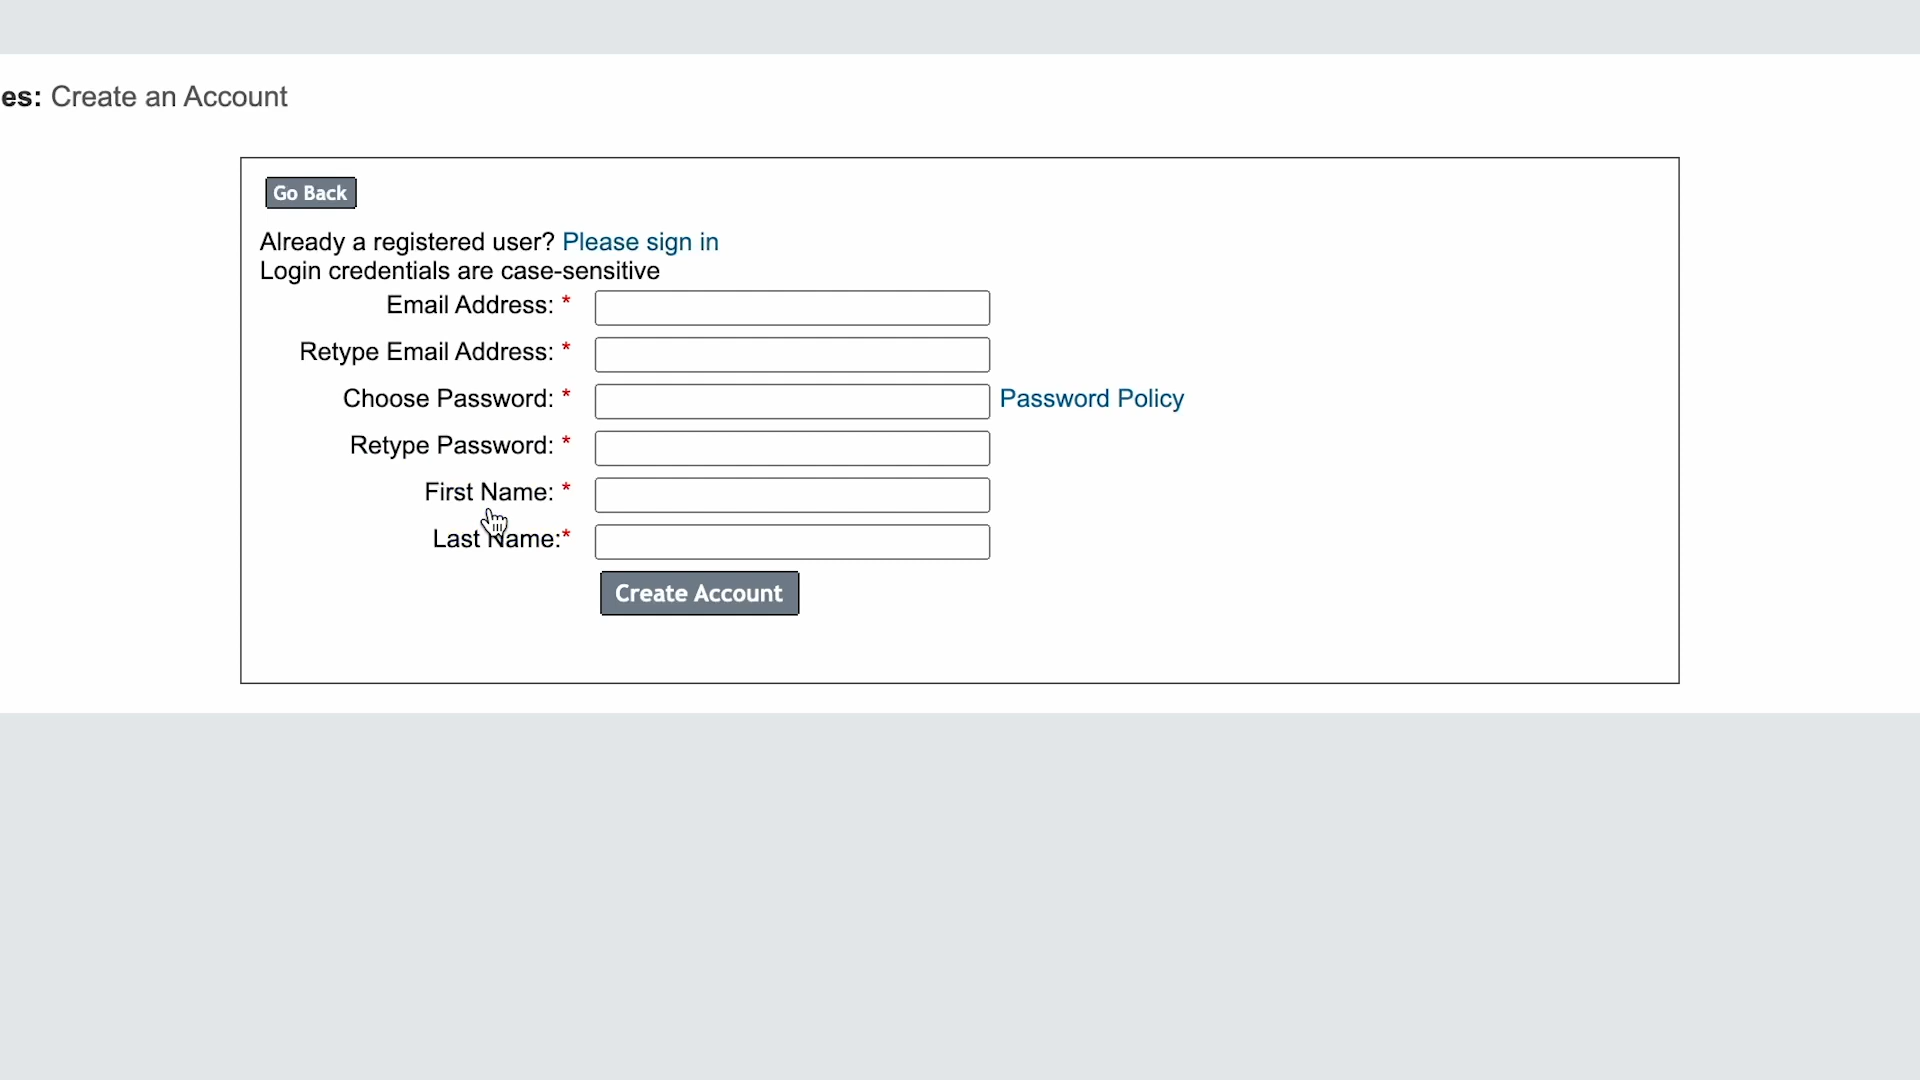 es: Create an Account
Go Back
Already a registered user? Please sign in
Login credentials are case-sensitive
Email Address: *
Retype Email Address: *
Choose Password: * Password Policy
Retype Password: *
First Name: *
Last Name:*
Create Account